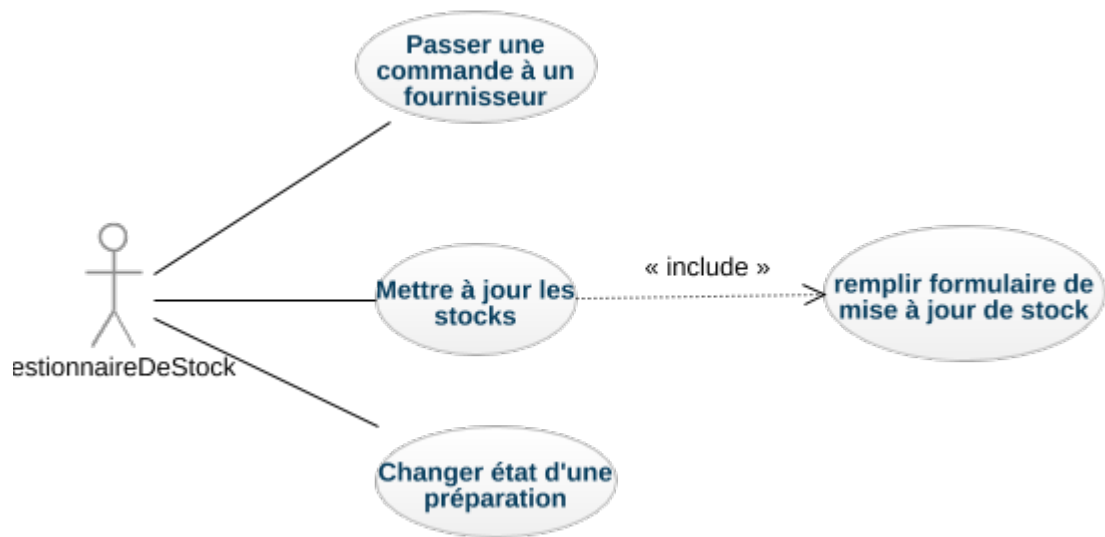 Passer une
commande à un
fournisseur
Mettre à jour les
stocks
« include »
remplir formulaire de
mise à jour de stock
estionnaireDeStock
Changer état d'une
préparation